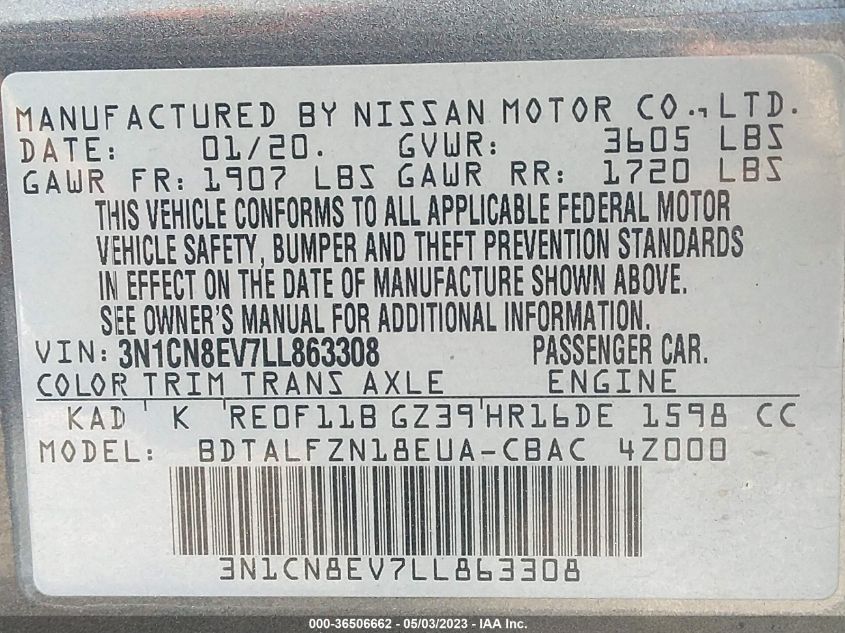 MANUFACTURED BY NISSAN MOTOR CO., LTD.
DATE: 01/20. GVWR: 3605 LBS
GAWR FR: 1907 LBS GAWR RR: 1720 LBS
THIS VEHICLE CONFORMS TO ALL APPLICABLE FEDERAL MOTOR
VEHICLE SAFETY, BUMPER AND THEFT PREVENTION STANDARDS
IN EFFECT ON THE DATE OF MANUFACTURE SHOWN ABOVE.
SEE OWNER'S MANUAL FOR ADDITIONAL INFORMATION.
VIN: 3N1CN8EV7LL863308 PASSENGER CAR.
COLOR TRIM TRANS AXLE ENGINE
KAD K RE0F11B GZ39 HR16DE 1598 CC
MODEL: BDTALFZN18EUA-CBAC 4Z000
3N1CN8EV7LL863308
000-36506662 - 05/03/2023 - IAA Inc.